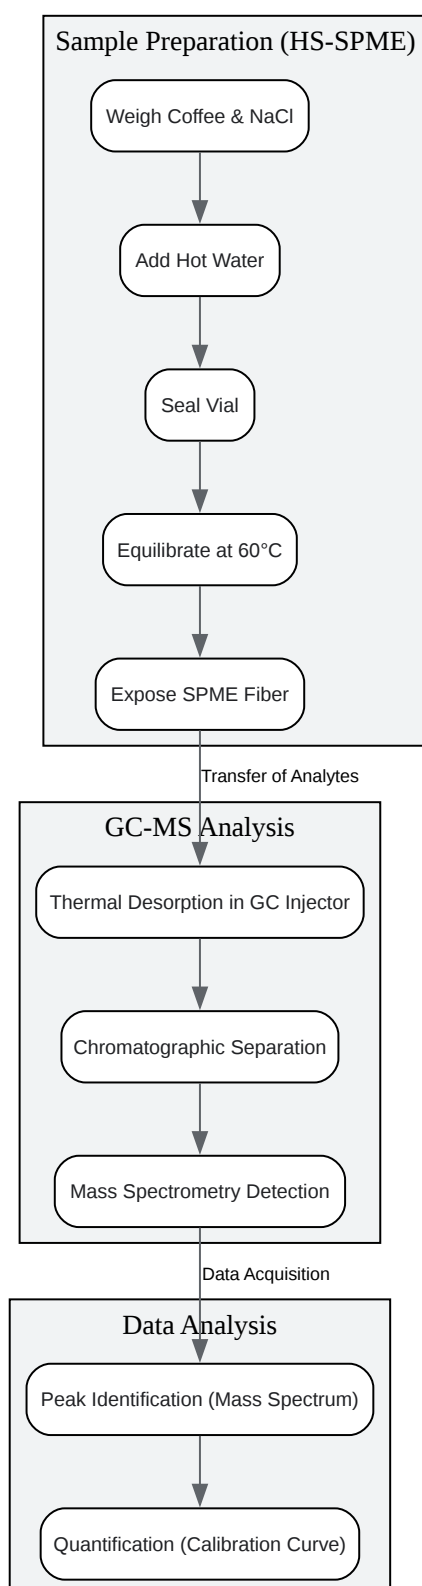 Sample Preparation (HS-SPME)
Weigh Coffee & NaCl
Add Hot Water
Seal Vial
Equilibrate at 60°C
Expose SPME Fiber
Transfer of Analytes
GC-MS Analysis
Thermal Desorption in GC Injector
Chromatographic Separation
Mass Spectrometry Detection
Data Acquisition
Data Analysis
Peak Identification (Mass Spectrum)
Quantification (Calibration Curve)